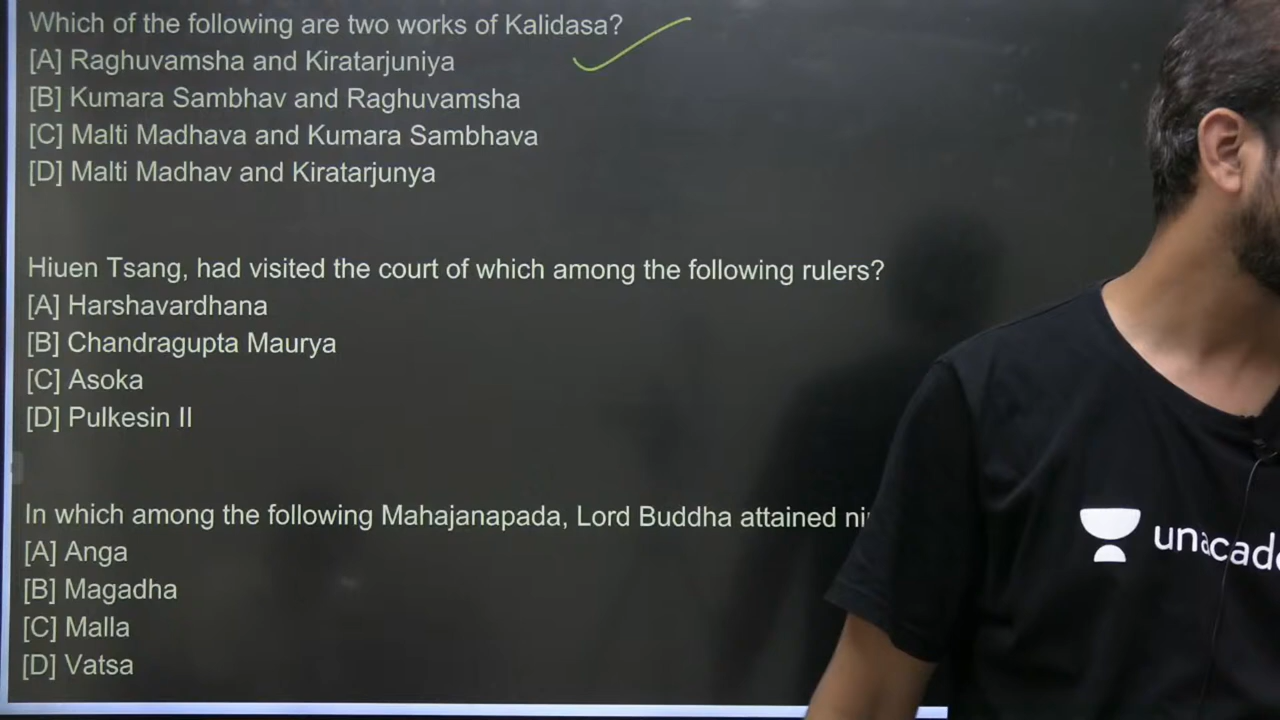 Which of the following are two works of Kalidasa?
[A] Raghuvamsha and Kiratarjuniya
[B] Kumara Sambhav and Raghuvamsha
[C] Malti Madhava and Kumara Sambhava
[D] Malti Madhav and Kiratarjunya
Hiuen Tsang, had visited the court of which among the following rulers?
[A] Harshavardhana
[B] Chandragupta Maurya
[C] Asoka
[D] Pulkesin II
In which among the following Mahajanapada, Lord Buddha attained
[A] Anga
[B] Magadha
[C] Malla
[D] Vatsa